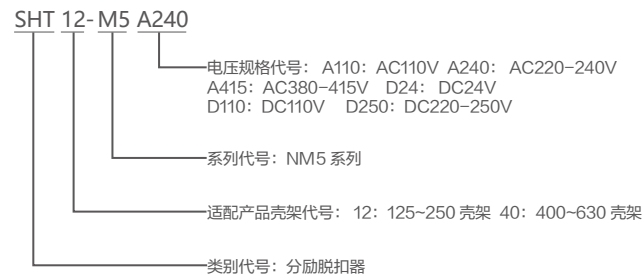 SHT 12- M5 A240
电压规格代号： A110：AC110V A240： AC220-240V
A415：AC380-415V D24： DC24V
D110：DC110V D250：DC220-250V
系列代号：NM5 系列
适配产品壳架代号： 12：125~250 壳架 40：400~630 壳架
类别代号：分励脱扣器